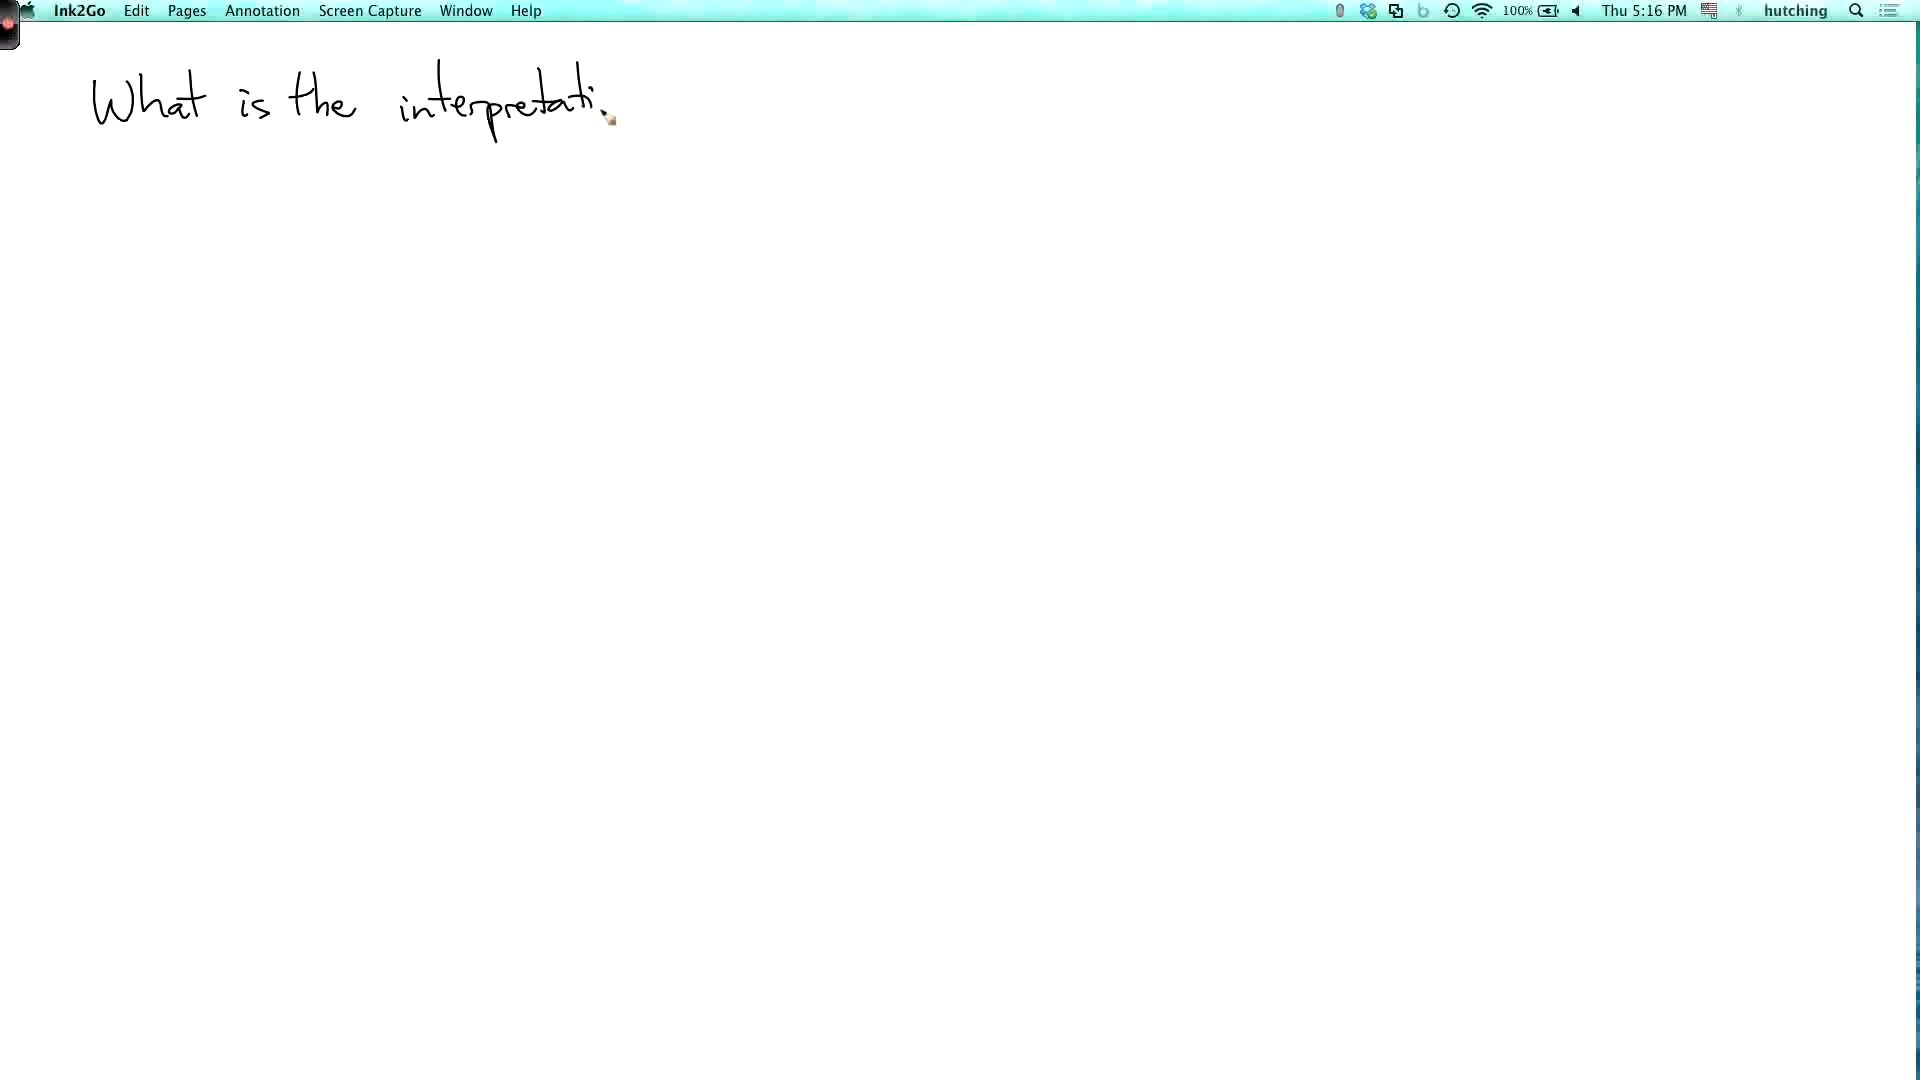 Ink2Go Edit Pages Annotation Screen Capture Window Help 100% Thu 5:16 PM hutching
What is the interpretati